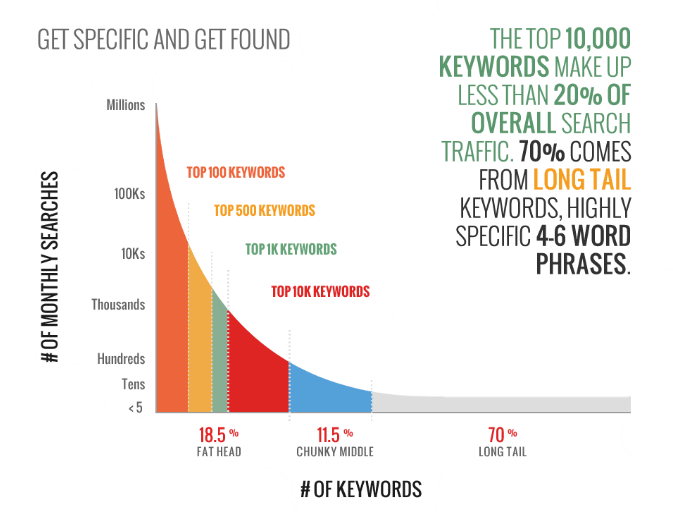 GET SPECIFIC AND GET FOUND
THE TOP 10,000
KEYWORDS MAKE UP
LESS THAN 20% OF
OVERALL SEARCH
TRAFFIC. 70% COMES
FROM LONG TAIL
KEYWORDS, HIGHLY
SPECIFIC 4-6 WORD
PHRASES.
# OF MONTHLY SEARCHES
Millions
100Ks
10Ks
Thousands
Hundreds
Tens
< 5
TOP 100 KEYWORDS
TOP 500 KEYWORDS
TOP 1K KEYWORDS
TOP 10K KEYWORDS
18.5 %
FAT HEAD
11.5 %
CHUNKY MIDDLE
70 %
LONG TAIL
# OF KEYWORDS